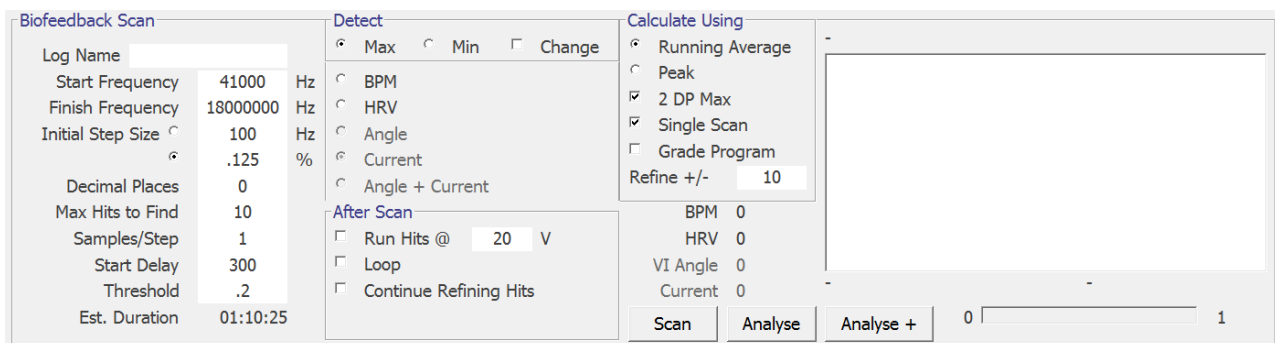 Biofeedback Scan
Log Name
Start Frequency 41000 Hz
Finish Frequency 18000000 Hz
Initial Step Size 100 Hz
.125 %
Decimal Places 0
Max Hits to Find 10
Samples/Step 1
Start Delay 300
Threshold .2
Est. Duration 01:10:25
Detect
Max Min Change
BPM
HRV
Angle
Current
Angle + Current
After Scan
Run Hits @ 20 V
Loop
Continue Refining Hits
Calculate Using
Running Average
Peak
2 DP Max
Single Scan
Grade Program
Refine +/- 10
BPM 0
HRV 0
VI Angle 0
Current 0
Scan Analyse Analyse +
-
- -
0 1